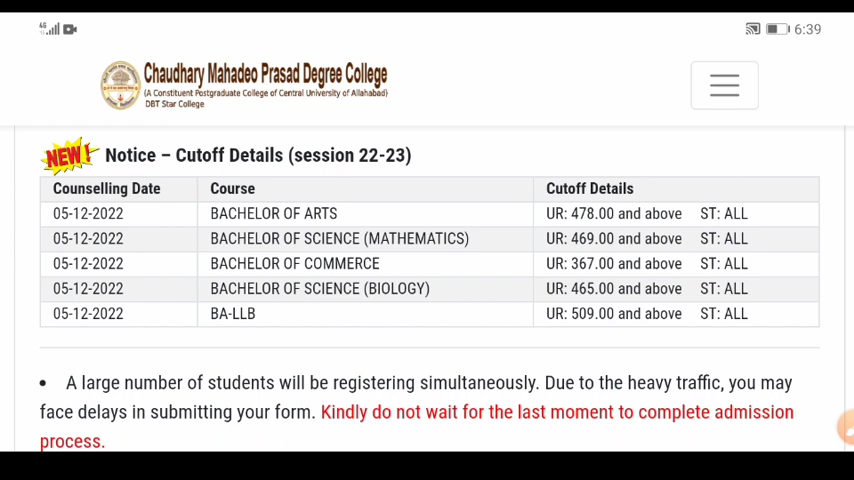 4G 6:39
Chaudhary Mahadeo Prasad Degree College
(A Constituent Postgraduate College of Central University of Allahabad)
DBT Star College
NEW! Notice – Cutoff Details (session 22-23)
Counselling Date Course Cutoff Details
05-12-2022 BACHELOR OF ARTS UR: 478.00 and above ST: ALL
05-12-2022 BACHELOR OF SCIENCE (MATHEMATICS) UR: 469.00 and above ST: ALL
05-12-2022 BACHELOR OF COMMERCE UR: 367.00 and above ST: ALL
05-12-2022 BACHELOR OF SCIENCE (BIOLOGY) UR: 465.00 and above ST: ALL
05-12-2022 BA-LLB UR: 509.00 and above ST: ALL
• A large number of students will be registering simultaneously. Due to the heavy traffic, you may
face delays in submitting your form. Kindly do not wait for the last moment to complete admission
process.